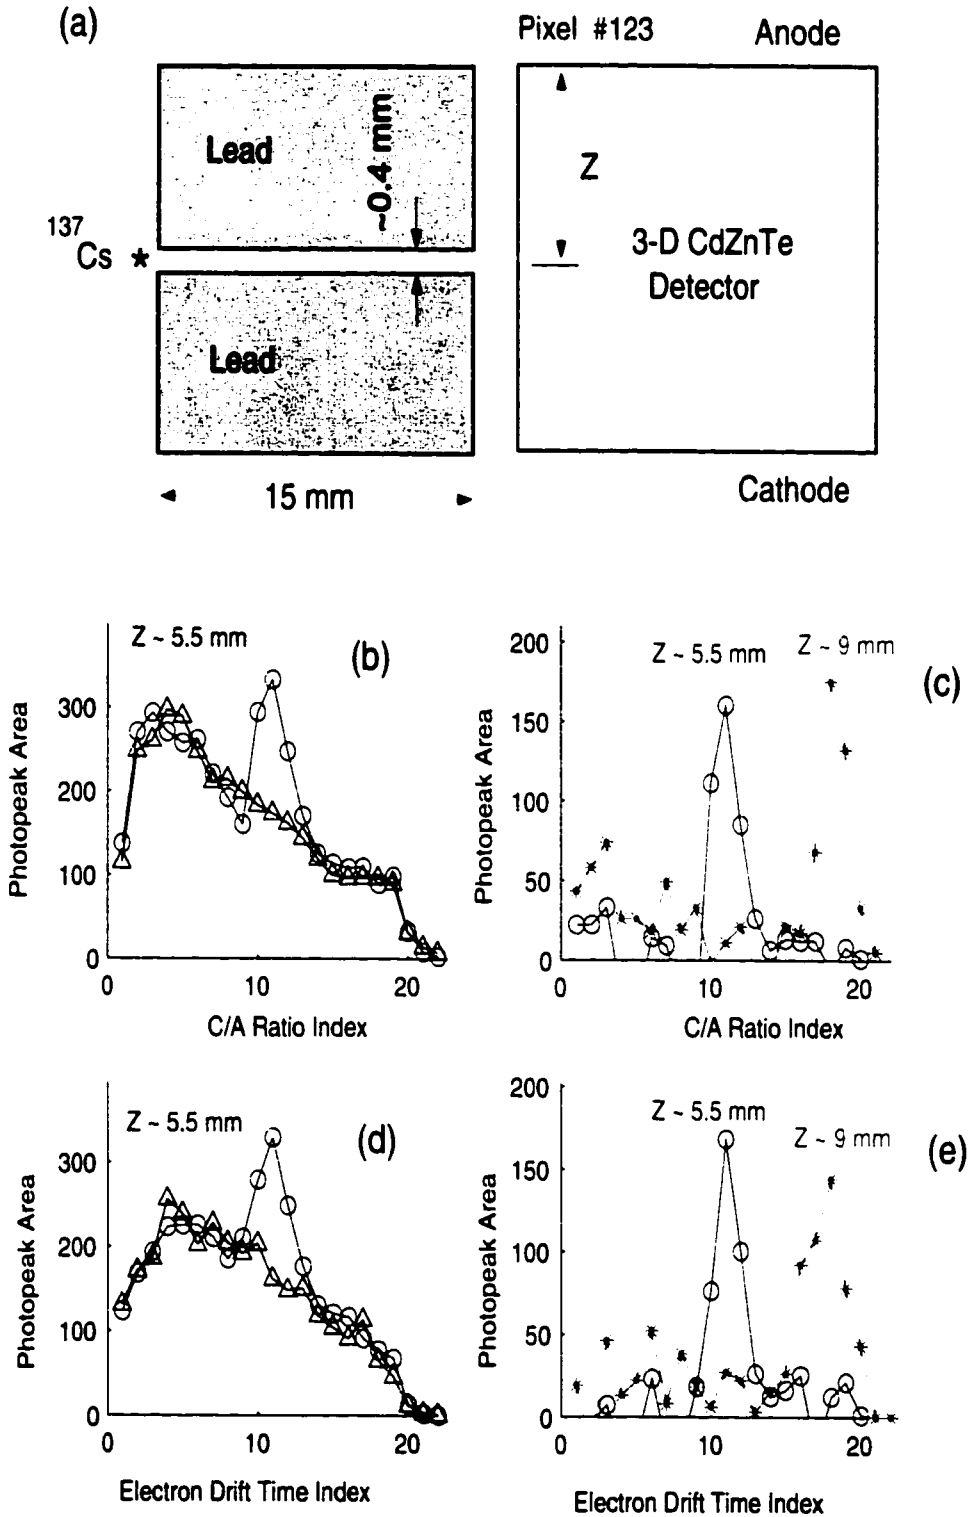 (a)
Pixel #123
Anode
Lead
~0.4 mm
Z
137
Cs *
3-D CdZnTe
Detector
Lead
15 mm
Cathode
Z ~ 5.5 mm
(b)
Photopeak Area
300
200
100
0
0
10
20
C/A Ratio Index
Z ~ 5.5 mm
Z ~ 9 mm
(c)
Photopeak Area
200
150
100
50
0
0
10
20
C/A Ratio Index
Z ~ 5.5 mm
(d)
Photopeak Area
300
200
100
0
0
10
20
Electron Drift Time Index
Z ~ 5.5 mm
Z ~ 9 mm
(e)
Photopeak Area
200
150
100
50
0
0
10
20
Electron Drift Time Index